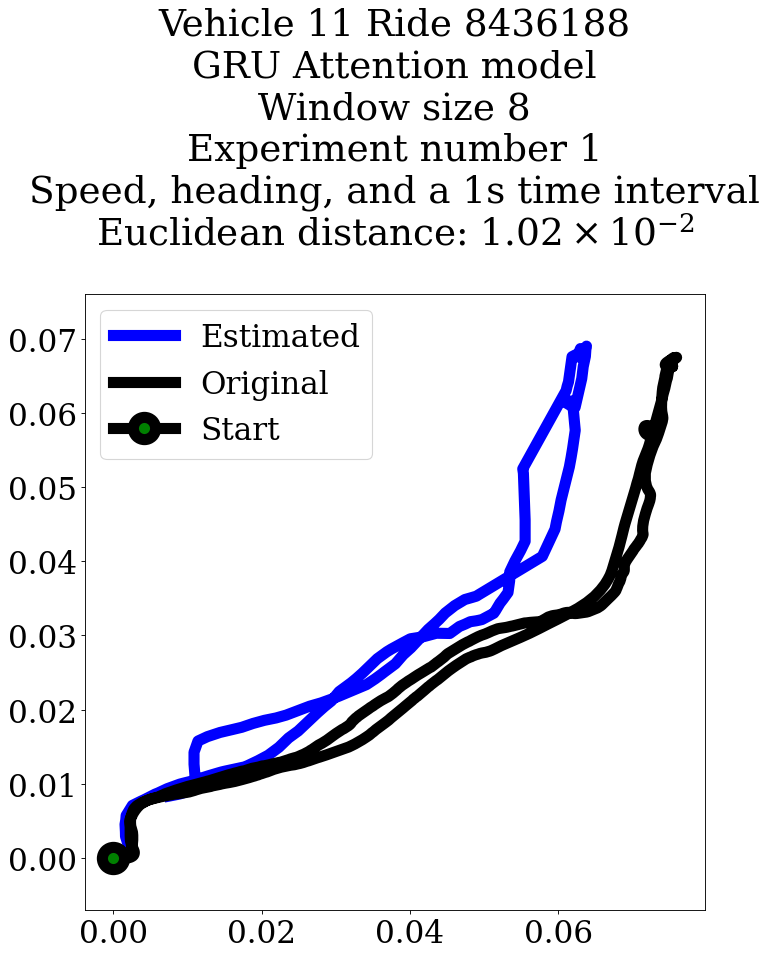 Vehicle 11 Ride 8436188
GRU Attention model
Window size 8
Experiment number 1
Speed, heading, and a 1s time interval
Euclidean distance: 1.02 × 10⁻²
Estimated
Original
Start
0.07
0.06
0.05
0.04
0.03
0.02
0.01
0.00
0.00 0.02 0.04 0.06